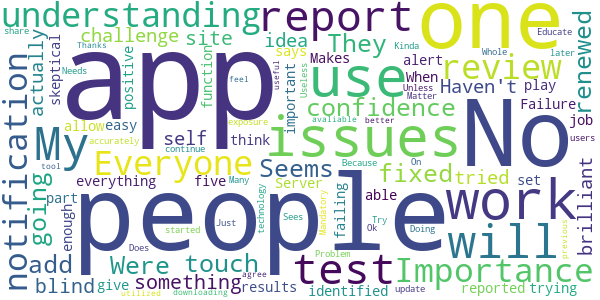 understanding
report
one
share
Thanks
Kinda
Whole
Educate
challenge
site
idea
They
later
Needs
says
alert
review
skeptical
actually
app
positive
function
useful
important
Makes
When
Haven't
play
renewed
notification
feel
use
Useless
Unless
Matter
Failure
job
allow
easy
self
exposure
think
confidence
available
better
users
My
Everyone
issues
No
accurately
continue
Because
On
tool
everything
five
Server
fixed
tried
set
brilliant
going
part
Many
Seems
able
work
enough
technology
failing
Try
Ok
Doing
add
Were
touch
started
Just
Sees
Mandatory
people
test
will
previous
Does
agree
Importance
blind
give
something
results
Problem
identified
update
reported
trying
utilized
downloading